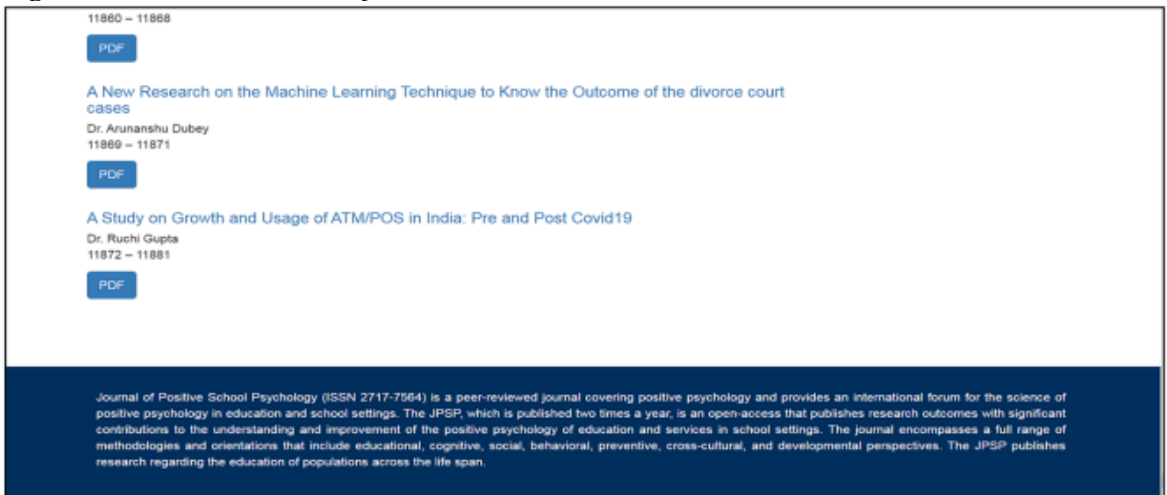 11860 – 11868
PDF
A New Research on the Machine Learning Technique to Know the Outcome of the divorce court
cases
Dr. Arunanshu Dubey
11869 – 11871
PDF
A Study on Growth and Usage of ATM/POS in India: Pre and Post Covid19
Dr. Ruchi Gupta
11872 – 11881
PDF
Journal of Positive School Psychology (ISSN 2717-7564) is a peer-reviewed journal covering positive psychology and provides an international forum for the science of
positive psychology in education and school settings. The JPSP, which is published two times a year, is an open-access that publishes research outcomes with significant
contributions to the understanding and improvement of the positive psychology of education and services in school settings. The journal encompasses a full range of
methodologies and orientations that include educational, cognitive, social, behavioral, preventive, cross-cultural, and developmental perspectives. The JPSP publishes
research regarding the education of populations across the life span.